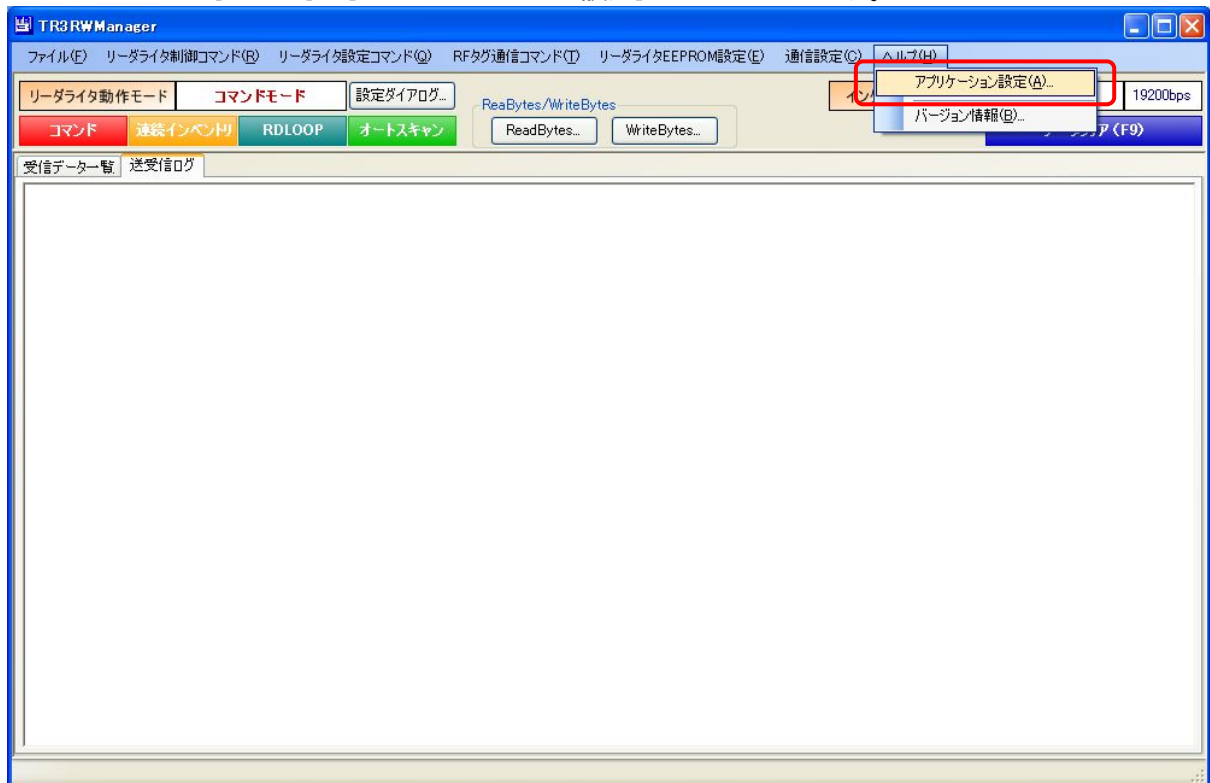 TR3RWManager
ファイル(F) リーダライタ制御コマンド(R) リーダライタ設定コマンド(Q) RFタグ通信コマンド(T) リーダライタEEPROM設定(E) 通信設定(C) ヘルプ(H)
アプリケーション設定(A)...
バージョン情報(B)...
リーダライタ動作モード コマンドモード 設定ダイアログ... ReaBytes/WriteBytes 19200bps
コマンド 連続インベントリ RDLOOP オートスキャン ReadBytes... WriteBytes... (F9)
受信データ一覧 送受信ログ